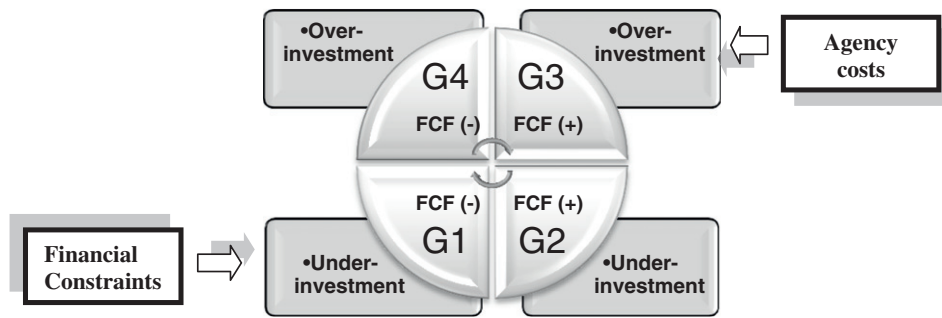 •Over-
investment
•Over-
investment
Agency
costs
G4
G3
FCF (-)
FCF (+)
FCF (-)
FCF (+)
G1
G2
Financial
Constraints
•Under-
investment
•Under-
investment